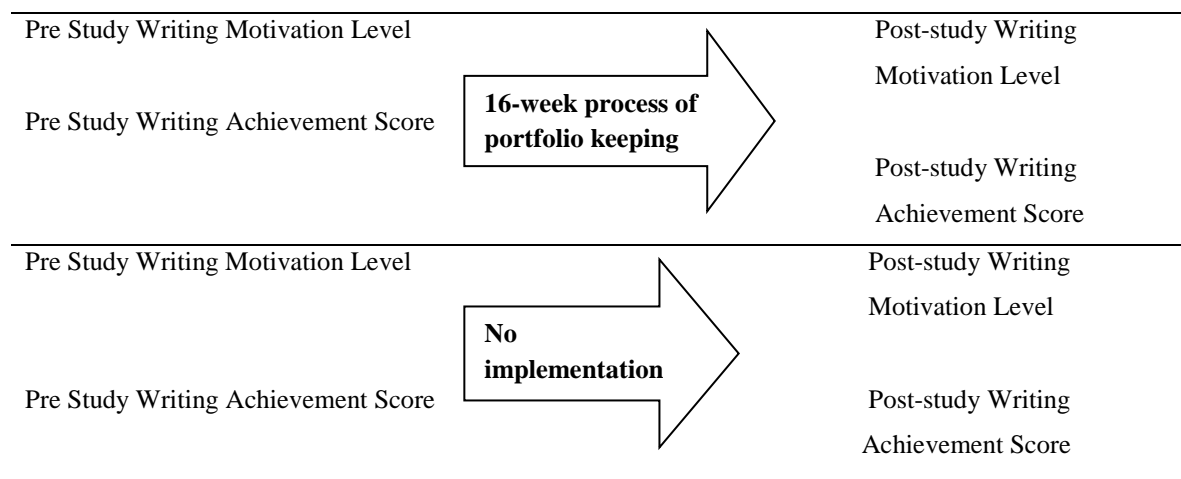 Pre Study Writing Motivation Level
Pre Study Writing Achievement Score
16-week process of
portfolio keeping
Post-study Writing
Motivation Level
Post-study Writing
Achievement Score
Pre Study Writing Motivation Level
Pre Study Writing Achievement Score
No
implementation
Post-study Writing
Motivation Level
Post-study Writing
Achievement Score